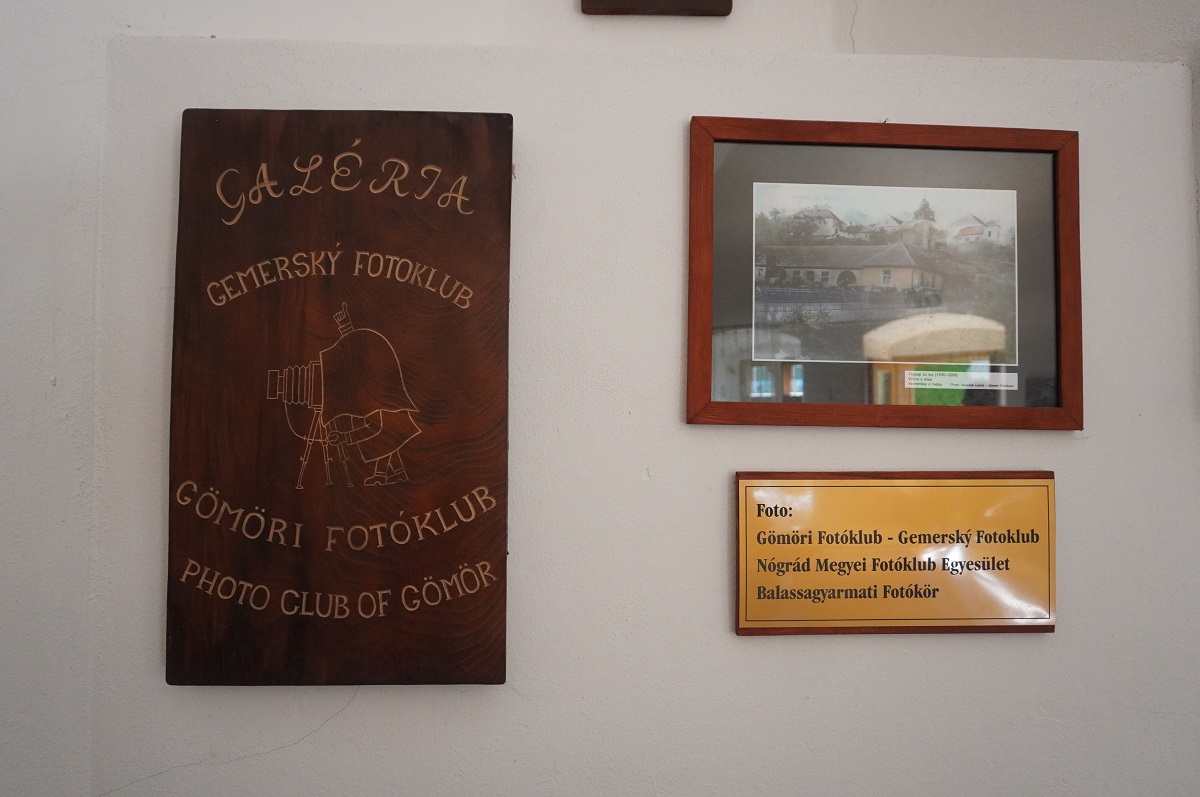 GALÉRIA
GEMERSKÝ FOTOKLUB
GÖMÖRI FOTÓKLUB
PHOTO CLUB OF GÖMÖR
Foto:
Gömöri Fotóklub - Gemerský Fotoklub
Nógrád Megyei Fotóklub Egyesület
Balassagyarmati Fotókör